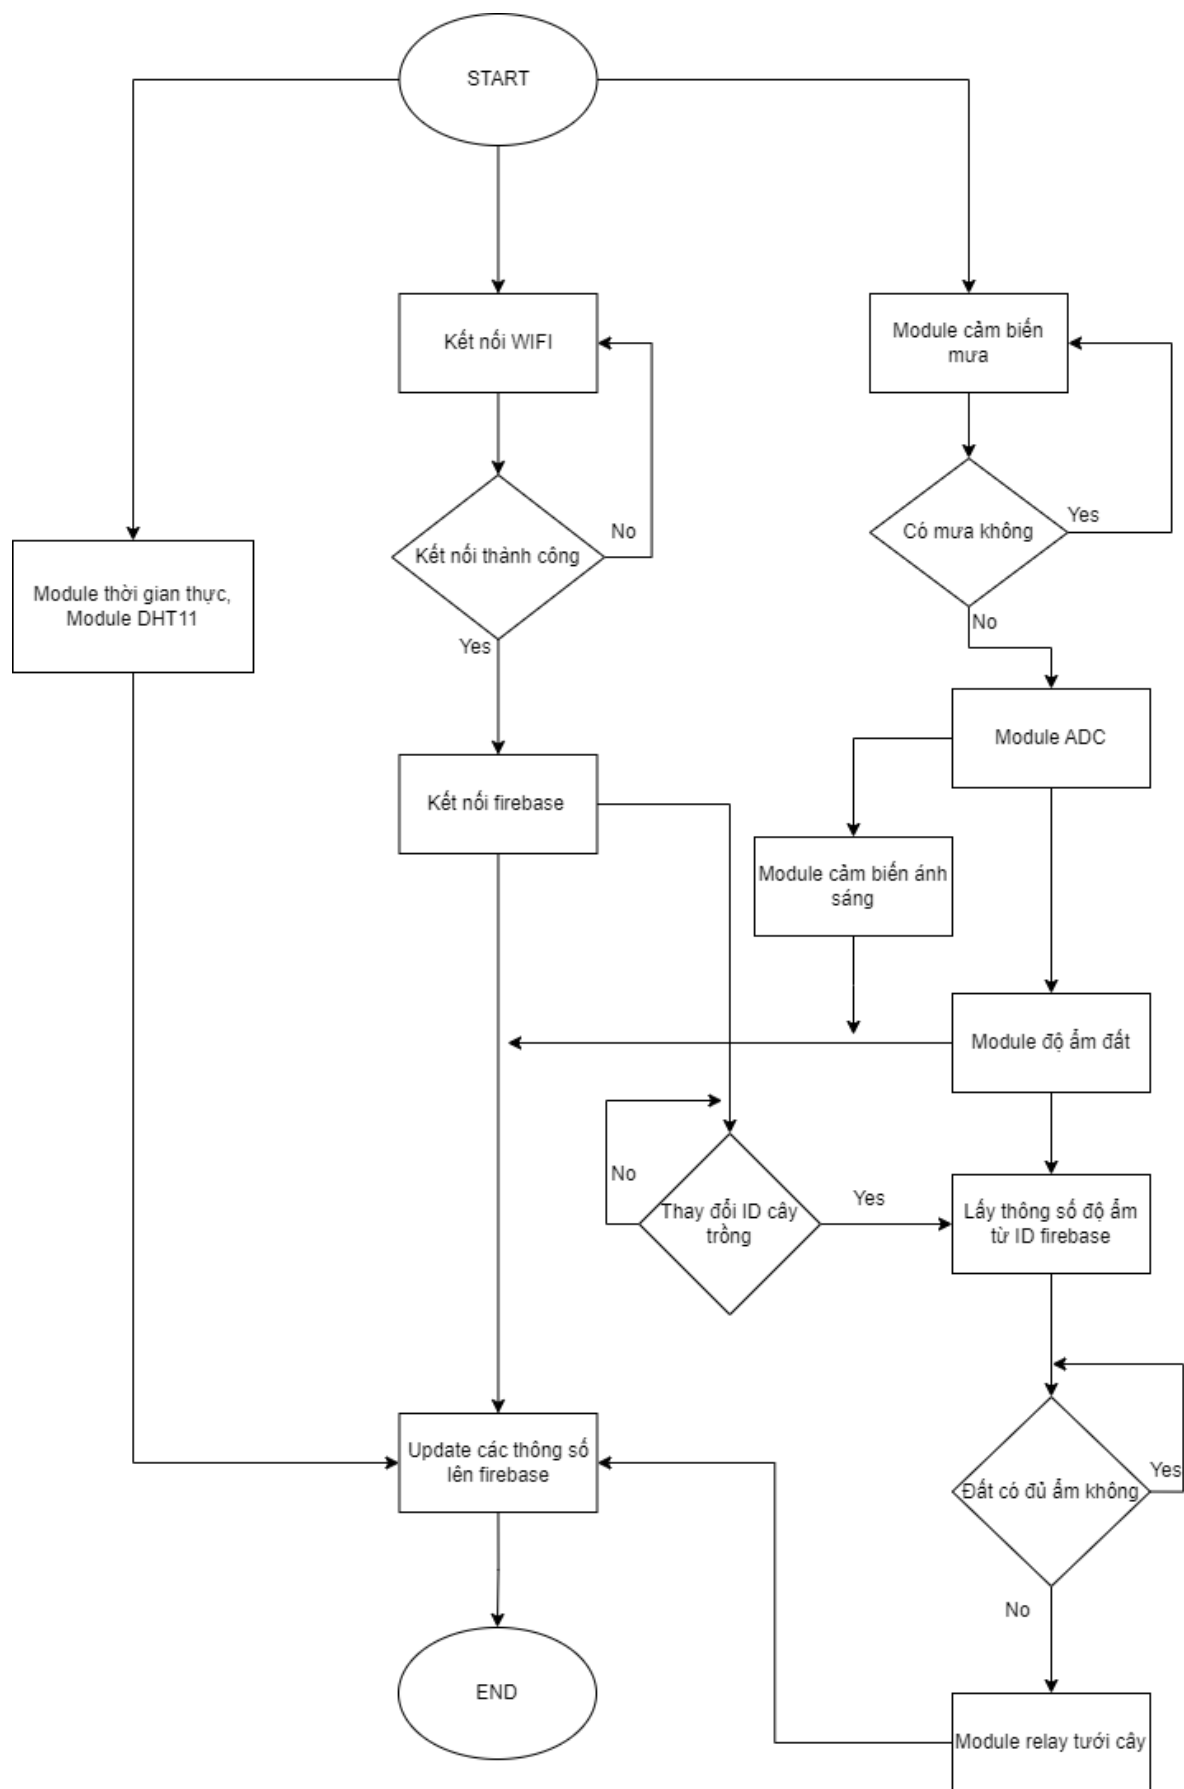 START
Kết nối WIFI
Module cảm biến
mưa
No
Yes
Kết nối thành công
Có mưa không
Module thời gian thực,
Module DHT11
Yes
No
Module ADC
Kết nối firebase
Module cảm biến ánh
sáng
Module độ ẩm đất
No
Yes
Thay đổi ID cây
trồng
Lấy thông số độ ẩm
từ ID firebase
Update các thông số
lên firebase
Yes
Đất có đủ ẩm không
No
END
Module relay tưới cây